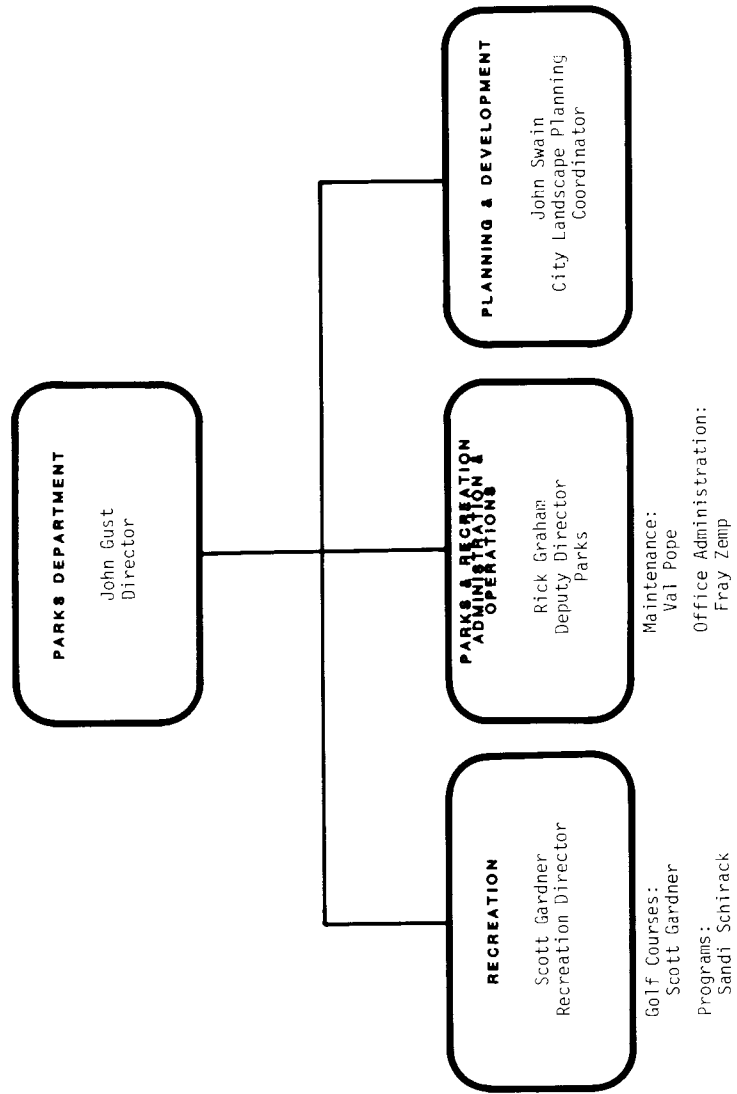 PARKS DEPARTMENT
John Gust
Director
RECREATION
Scott Gardner
Recreation Director
Golf Courses:
Scott Gardner
Programs:
Sandi Schirack
PARKS & RECREATION
ADMINISTRATION &
OPERATIONS
Rick Graham
Deputy Director
Parks
Maintenance:
Val Pope
Office Administration:
Fray Zemp
PLANNING & DEVELOPMENT
John Swain
City Landscape Planning
Coordinator